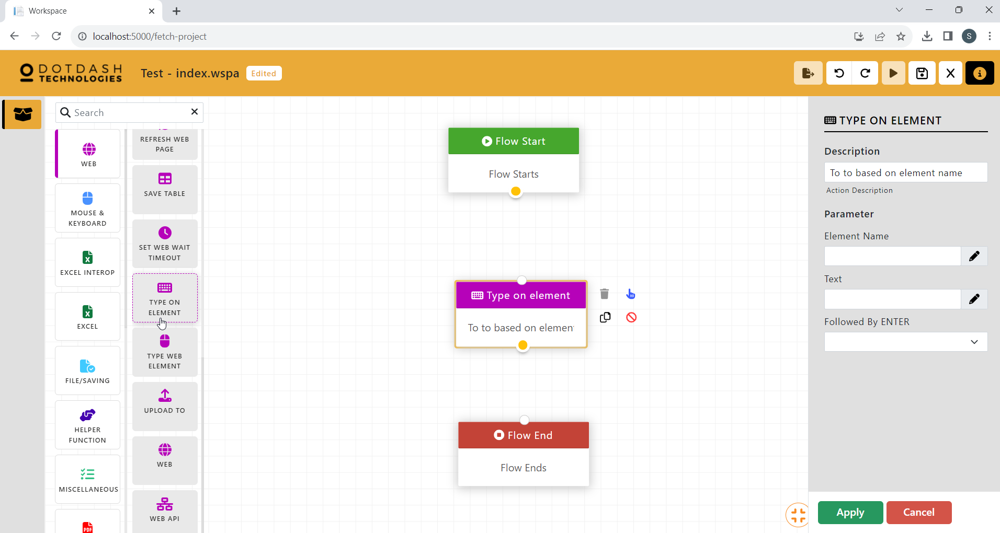 Workspace
localhost:5000/fetch-project
S
DOTDASH
TECHNOLOGIES
Test - index.wspa
Edited
Search
WEB
MOUSE &
KEYBOARD
EXCEL INTEROP
EXCEL
FILE/SAVING
HELPER
FUNCTION
MISCELLANEOUS
PDF
REFRESH WEB
PAGE
SAVE TABLE
SET WEB WAIT
TIMEOUT
TYPE ON
ELEMENT
TYPE WEB
ELEMENT
UPLOAD TO
WEB
WEB API
Flow Start
Flow Starts
Type on element
To to based on elemen
Flow End
Flow Ends
TYPE ON ELEMENT
Description
To to based on element name
Action Description
Parameter
Element Name
Text
Followed By ENTER
Apply
Cancel